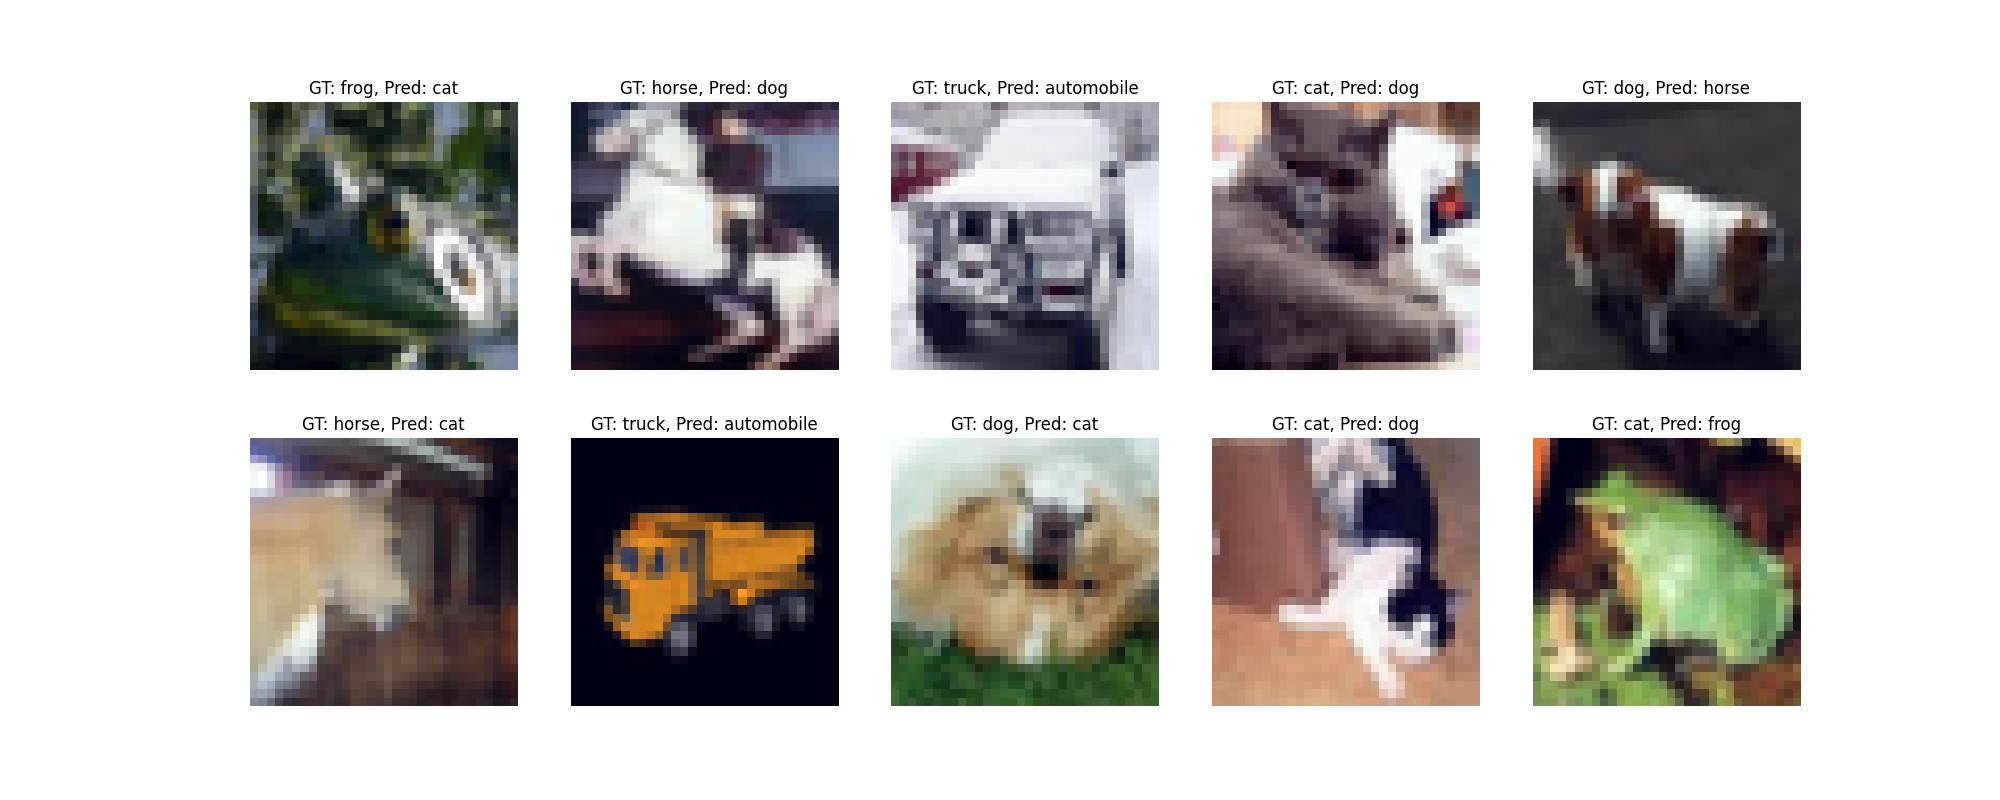 GT: frog, Pred: cat
GT: horse, Pred: dog
GT: truck, Pred: automobile
GT: cat, Pred: dog
GT: dog, Pred: horse
GT: horse, Pred: cat
GT: truck, Pred: automobile
GT: dog, Pred: cat
GT: cat, Pred: dog
GT: cat, Pred: frog